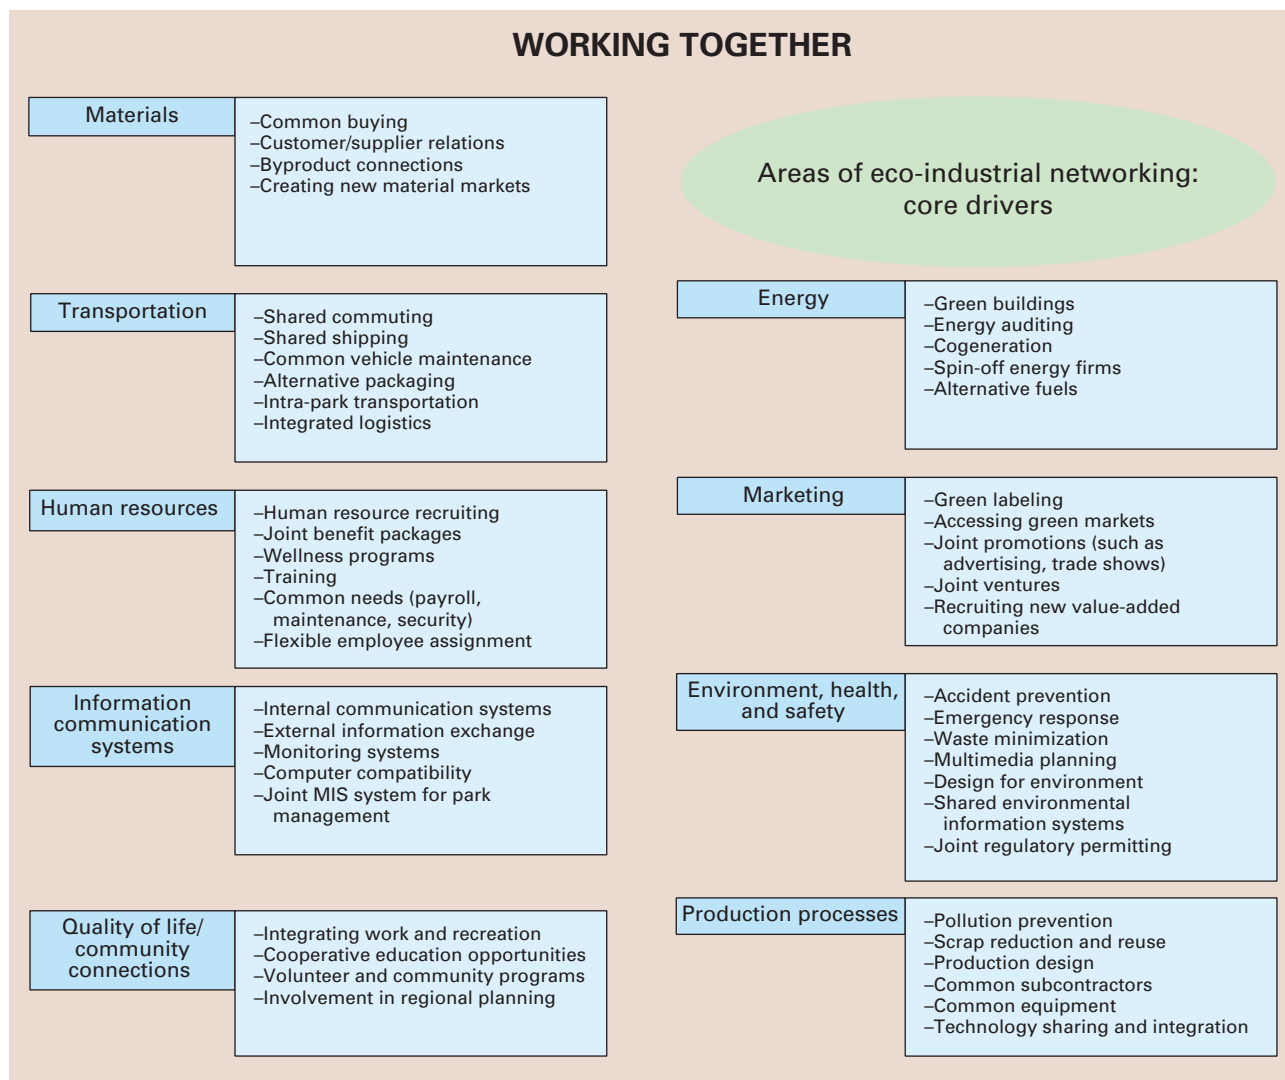 WORKING TOGETHER
Materials
–Common buying
–Customer/supplier relations
–Byproduct connections
–Creating new material markets
Areas of eco-industrial networking:
core drivers
Transportation
–Shared commuting
–Shared shipping
–Common vehicle maintenance
–Alternative packaging
–Intra-park transportation
–Integrated logistics
Energy
–Green buildings
–Energy auditing
–Cogeneration
–Spin-off energy firms
–Alternative fuels
Human resources
–Human resource recruiting
–Joint benefit packages
–Wellness programs
–Training
–Common needs (payroll,
maintenance, security)
–Flexible employee assignment
Marketing
–Green labeling
–Accessing green markets
–Joint promotions (such as
advertising, trade shows)
–Joint ventures
–Recruiting new value-added
companies
Information
communication
systems
–Internal communication systems
–External information exchange
–Monitoring systems
–Computer compatibility
–Joint MIS system for park
management
Environment, health,
and safety
–Accident prevention
–Emergency response
–Waste minimization
–Multimedia planning
–Design for environment
–Shared environmental
information systems
–Joint regulatory permitting
Quality of life/
community
connections
–Integrating work and recreation
–Cooperative education opportunities
–Volunteer and community programs
–Involvement in regional planning
Production processes
–Pollution prevention
–Scrap reduction and reuse
–Production design
–Common subcontractors
–Common equipment
–Technology sharing and integration